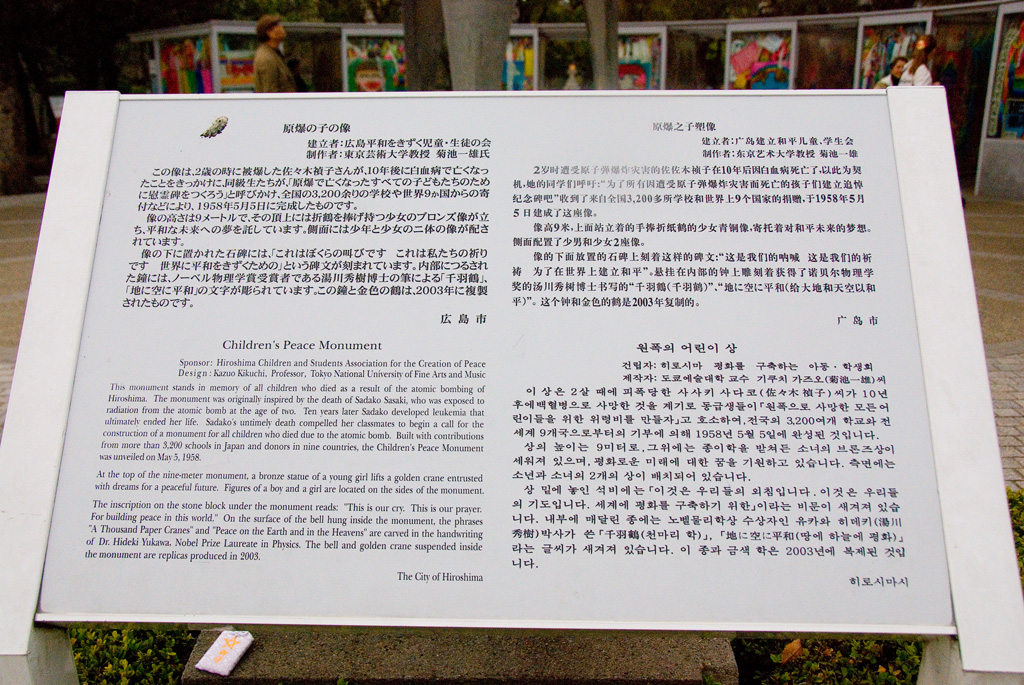 原爆の子の像
建立者:広島平和をきずく児童・生徒の会
制作者:東京芸術大学教授 菊池一雄氏
この像は、2歳の時に被爆した佐々木禎子さんが、10年後に白血病で亡くなっ
たことをきっかけに、同級生たちが、「原爆で亡くなったすべての子どもたちのため
に慰霊碑をつくろう」と呼びかけ、全国の3,200余りの学校や世界9ヵ国からの寄
付などにより、1958年5月5日に完成したものです。
像の高さは9メートルで、その頂上には折鶴を捧げ持つ少女のブロンズ像が立
ち、平和な未来への夢を託しています。側面には少年と少女の二体の像が配さ
れています。
像の下に置かれた石碑には、「これはぼくらの叫びです これは私たちの祈り
です 世界に平和をきずくための」という碑文が刻まれています。内部につるされ
た鐘には、ノーベル物理学賞受賞者である湯川秀樹博士の筆による「千羽鶴」、
「地に空に平和」の文字が彫られています。この鐘と金色の鶴は、2003年に複製
されたものです。
広島市
Children's Peace Monument
Sponsor: Hiroshima Children and Students Association for the Creation of Peace
Design: Kazuo Kikuchi, Professor, Tokyo National University of Fine Arts and Music
This monument stands in memory of all children who died as a result of the atomic bombing of
Hiroshima. The monument was originally inspired by the death of Sadako Sasaki, who was exposed to
radiation from the atomic bomb at the age of two. Ten years later Sadako developed leukemia that
ultimately ended her life. Sadako's untimely death compelled her classmates to begin a call for the
construction of a monument for all children who died due to the atomic bomb. Built with contributions
from more than 3,200 schools in Japan and donors in nine countries, the Children's Peace Monument
was unveiled on May 5, 1958.
At the top of the nine-meter monument, a bronze statue of a young girl lifts a golden crane entrusted
with dreams for a peaceful future. Figures of a boy and a girl are located on the sides of the monument.
The inscription on the stone block under the monument reads: "This is our cry. This is our prayer.
For building peace in this world." On the surface of the bell hung inside the monument, the phrases
"A Thousand Paper Cranes" and "Peace on the Earth and in the Heavens" are carved in the handwriting
of Dr. Hideki Yukawa, Nobel Prize Laureate in Physics. The bell and golden crane suspended inside
the monument are replicas produced in 2003.
The City of Hiroshima
原爆之子塑像
建立者:广岛建立和平儿童、学生会
制作者:东京艺术大学教授 菊池一雄
2岁时遭受原子弹爆炸灾害的佐佐木祯子在10年后因白血病死亡了,以此为契
机,她的同学们呼吁:“为了所有因遭受原子弹爆炸灾害而死亡的孩子们建立追悼
纪念碑吧”收到了来自全国3,200多所学校和世界上9个国家的捐赠,于1958年5月
5日建成了这座像。
像高9米,上面站立着的手捧折纸鹤的少女青铜像,寄托着对和平未来的梦想。
侧面配置了少男和少女2座像。
像的下面放置的石碑上刻着这样的碑文:“这是我们的呐喊 这是我们的祈
祷 为了在世界上建立和平”。悬挂在内部的钟上雕刻着获得了诺贝尔物理学
奖的汤川秀树博士书写的“千羽鹤(千羽鹤)”、“地に空に平和(给大地和天空以和
平)”。这个钟和金色的鹤是2003年复制的。
广岛市
원폭의 어린이 상
건립자:히로시마 평화를 구축하는 아동・학생회
제작자:도쿄예술대학 교수 기쿠치 가즈오(菊池一雄)씨
이 상은 2살 때에 피폭당한 사사키 사다코(佐々木禎子)씨가 10년
후에백혈병으로 사망한 것을 계기로 동급생들이「원폭으로 사망한 모든어
린이들을 위한 위령비를 만들자」고 호소하여,전국의 3,200여개 학교와 전
세계 9개국으로부터의 기부에 의해 1958년 5월 5일에 완성된 것입니다.
상의 높이는 9미터로, 그위에는 종이학을 받쳐든 소녀의 브론즈상이
세워져 있으며,평화로운 미래에 대한 꿈을 기원하고 있습니다. 측면에는
소년과 소녀의 2개의 상이 배치되어 있습니다.
상 밑에 놓인 석비에는「이것은 우리들의 외침입니다. 이것은 우리들
의 기도입니다. 세계에 평화를 구축하기 위한」이라는 비문이 새겨져 있습
니다. 내부에 매달린 종에는 노벨물리학상 수상자인 유카와 히데키(湯川
秀樹)박사가 쓴「千羽鶴(천마리 학)」, 「地に空に平和(땅에 하늘에 평화)」
라는 글씨가 새겨져 있습니다. 이 종과 금색 학은 2003년에 복제된 것입
니다.
히로시마시